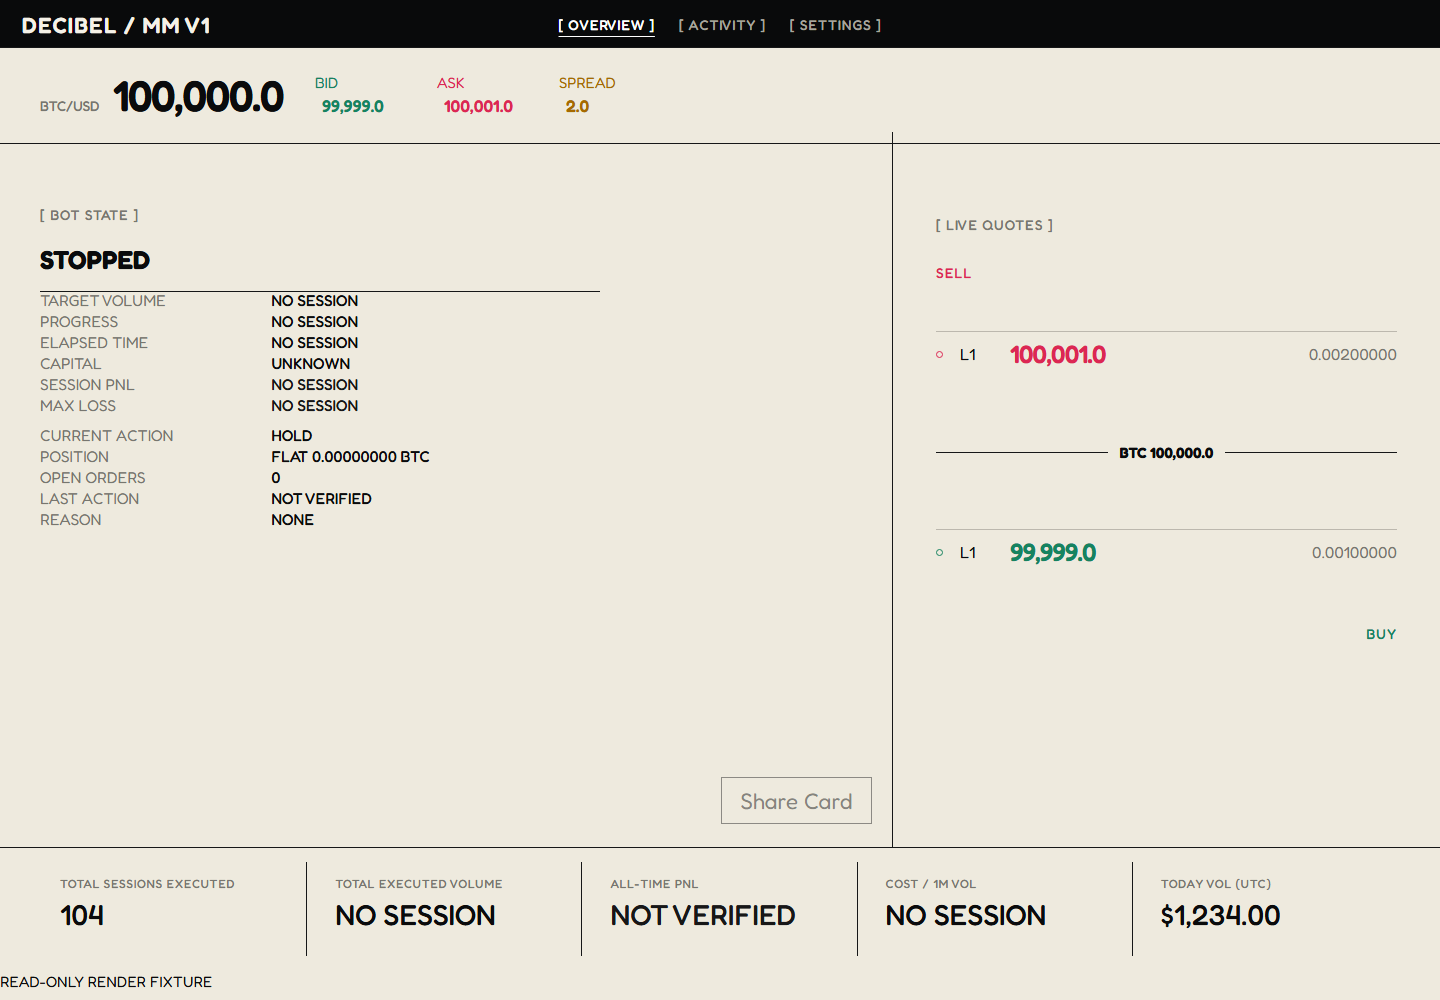 DECIBEL / MM V1
[ OVERVIEW ] [ ACTIVITY ] [ SETTINGS ]
BTC/USD 100,000.0
BID
99,999.0
ASK
100,001.0
SPREAD
2.0
[ BOT STATE ]
STOPPED
TARGET VOLUME NO SESSION
PROGRESS NO SESSION
ELAPSED TIME NO SESSION
CAPITAL UNKNOWN
SESSION PNL NO SESSION
MAX LOSS NO SESSION
CURRENT ACTION HOLD
POSITION FLAT 0.00000000 BTC
OPEN ORDERS 0
LAST ACTION NOT VERIFIED
REASON NONE
Share Card
[ LIVE QUOTES ]
SELL
L1 100,001.0 0.00200000
BTC 100,000.0
L1 99,999.0 0.00100000
BUY
TOTAL SESSIONS EXECUTED
104
TOTAL EXECUTED VOLUME
NO SESSION
ALL-TIME PNL
NOT VERIFIED
COST / 1M VOL
NO SESSION
TODAY VOL (UTC)
$1,234.00
READ-ONLY RENDER FIXTURE